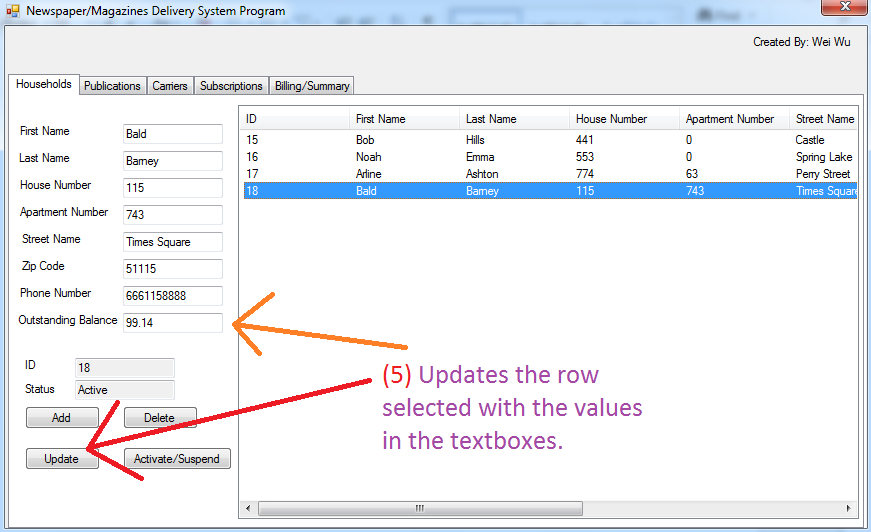 Newspaper/Magazines Delivery System Program
Created By: Wei Wu
Households Publications Carriers Subscriptions Billing/Summary
First Name Bald
Last Name Barney
House Number 115
Apartment Number 743
Street Name Times Square
Zip Code 51115
Phone Number 6661158888
Outstanding Balance 99.14
ID 18
Status Active
Add Delete
Update Activate/Suspend
ID First Name Last Name House Number Apartment Number Street Name
15 Bob Hills 441 0 Castle
16 Noah Emma 553 0 Spring Lake
17 Arline Ashton 774 63 Perry Street
18 Bald Barney 115 743 Times Square
(5) Updates the row
selected with the values
in the textboxes.